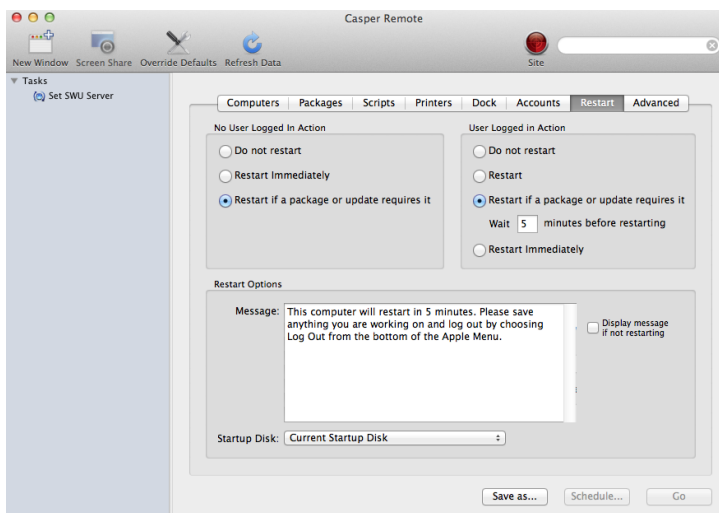 Casper Remote
New Window Screen Share Override Defaults Refresh Data Site
Tasks
Set SWU Server
Computers Packages Scripts Printers Dock Accounts Restart Advanced
No User Logged In Action
Do not restart
Restart Immediately
Restart if a package or update requires it
User Logged in Action
Do not restart
Restart
Restart if a package or update requires it
Wait 5 minutes before restarting
Restart Immediately
Restart Options
Message: This computer will restart in 5 minutes. Please save
anything you are working on and log out by choosing
Log Out from the bottom of the Apple Menu.
Display message
if not restarting
Startup Disk: Current Startup Disk
Save as... Schedule... Go